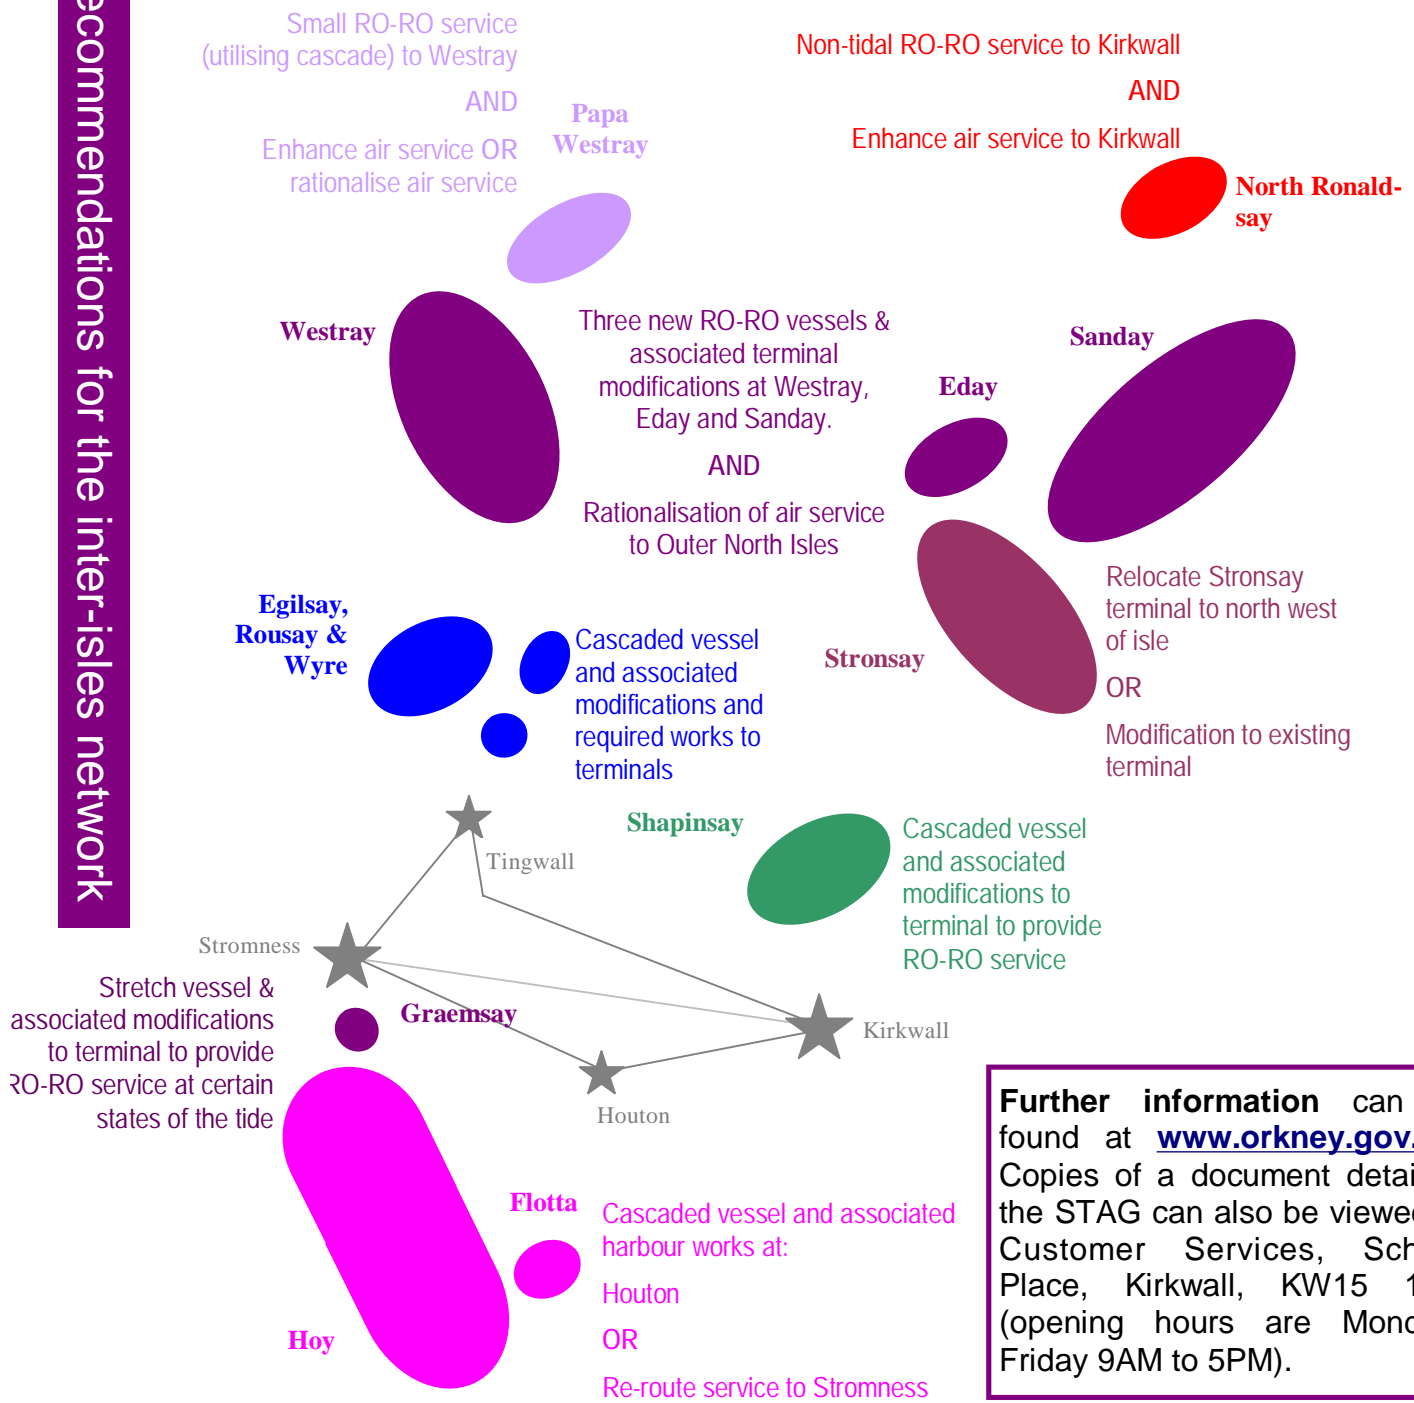 ecommendations for the inter-isles network
Small RO-RO service
(utilising cascade) to Westray
AND
Enhance air service OR
rationalise air service
Papa
Westray
Non-tidal RO-RO service to Kirkwall
AND
Enhance air service to Kirkwall
North Ronald-
say
Westray
Three new RO-RO vessels &
associated terminal
modifications at Westray,
Eday and Sanday.
AND
Rationalisation of air service
to Outer North Isles
Eday
Sanday
Egilsay,
Rousay &
Wyre
Cascaded vessel
and associated
modifications and
required works to
terminals
Stronsay
Relocate Stronsay
terminal to north west
of isle
OR
Modification to existing
terminal
Shapinsay
Cascaded vessel
and associated
modifications to
terminal to provide
RO-RO service
Tingwall
Stromness
Kirkwall
Houton
Stretch vessel &
associated modifications
to terminal to provide
RO-RO service at certain
states of the tide
Graemsay
Flotta
Hoy
Cascaded vessel and associated
harbour works at:
Houton
OR
Re-route service to Stromness
Further information can
found at www.orkney.gov.
Copies of a document detai
the STAG can also be viewe
Customer Services, Sch
Place, Kirkwall, KW15 1
(opening hours are Mond
Friday 9AM to 5PM).